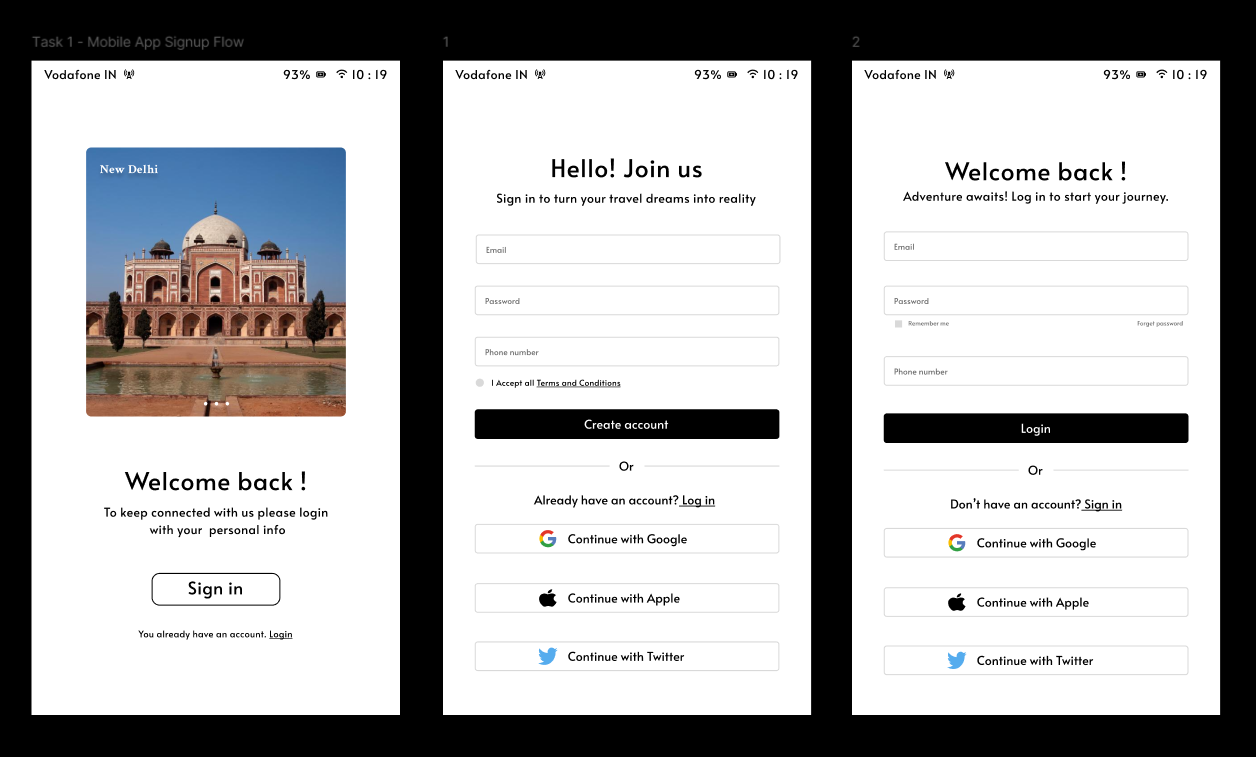 Task 1 - Mobile App Signup Flow
Vodafone IN
93%
10 : 19
New Delhi
Welcome back !
To keep connected with us please login
with your personal info
Sign in
You already have an account. Login
1
Vodafone IN
93%
10 : 19
Hello! Join us
Sign in to turn your travel dreams into reality
Email
Password
Phone number
I Accept all Terms and Conditions
Create account
Or
Already have an account? Log in
Continue with Google
Continue with Apple
Continue with Twitter
2
Vodafone IN
93%
10 : 19
Welcome back !
Adventure awaits! Log in to start your journey.
Email
Password
Remember me
Forget password
Phone number
Login
Or
Don't have an account? Sign in
Continue with Google
Continue with Apple
Continue with Twitter